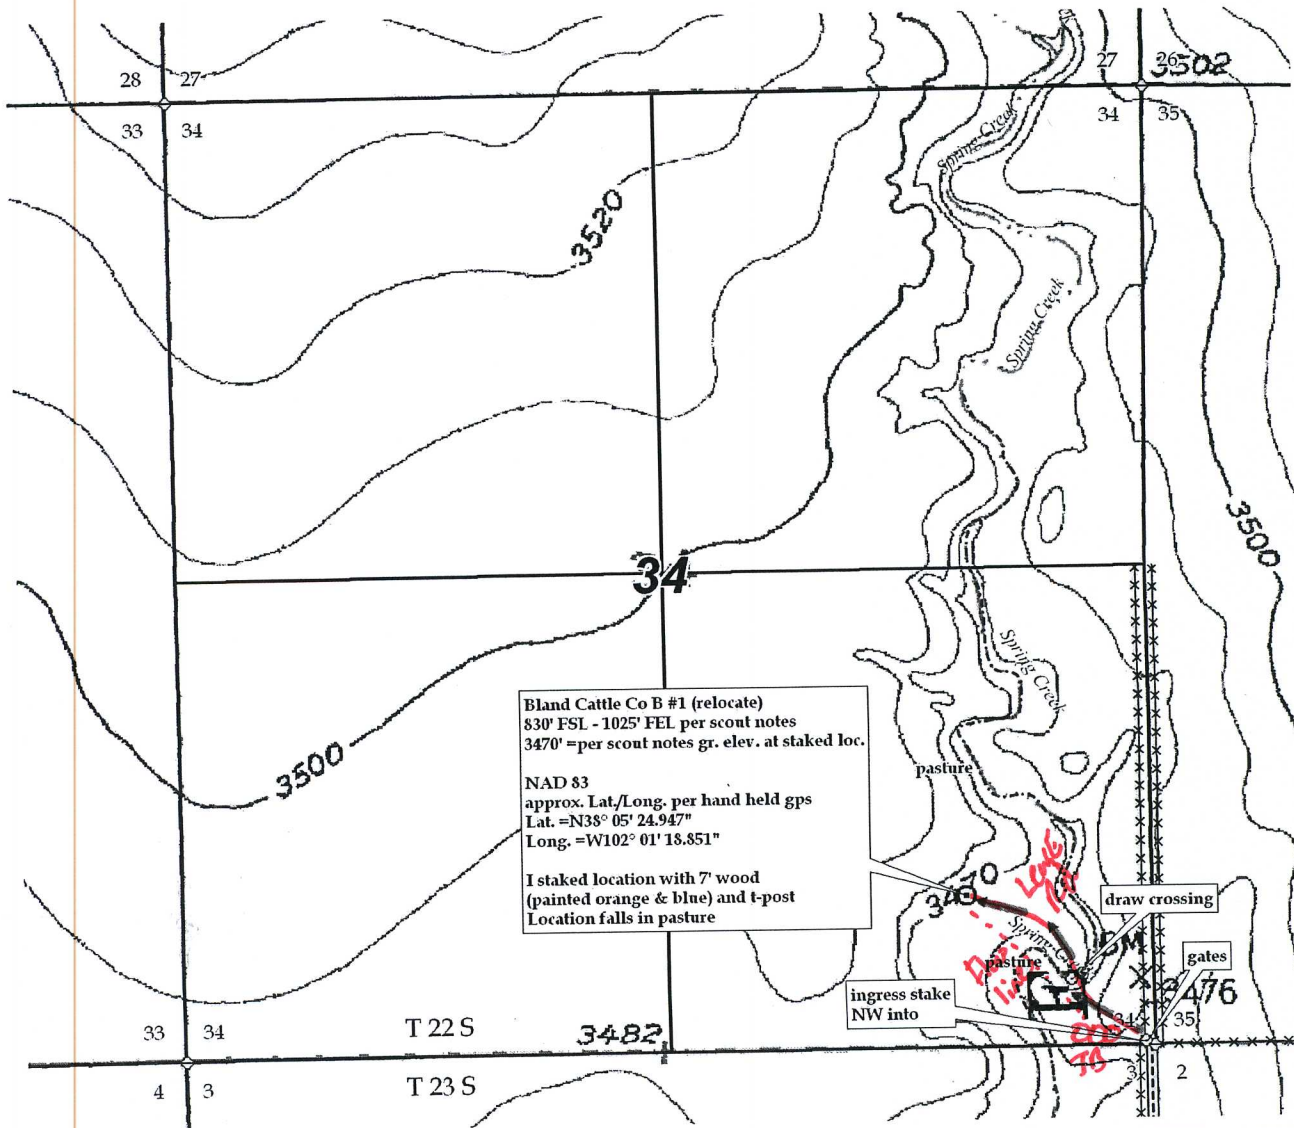 28 27
27 26
3502
33 34
34 35
Spring Creek
3520
Spring Creek
3500
34
Spring Creek
3500
Bland Cattle Co B #1 (relocate)
830' FSL - 1025' FEL per scout notes
3470' =per scout notes gr. elev. at staked loc.
NAD 83
approx. Lat./Long. per hand held gps
Lat. =N38° 05' 24.947"
Long. =W102° 01' 18.851"
I staked location with 7' wood
(painted orange & blue) and t-post
Location falls in pasture
pasture
draw crossing
BM
pasture
gates
3476
ingress stake
NW into
33 34
T 22 S
3482
34 35
4 3
T 23 S
3 2